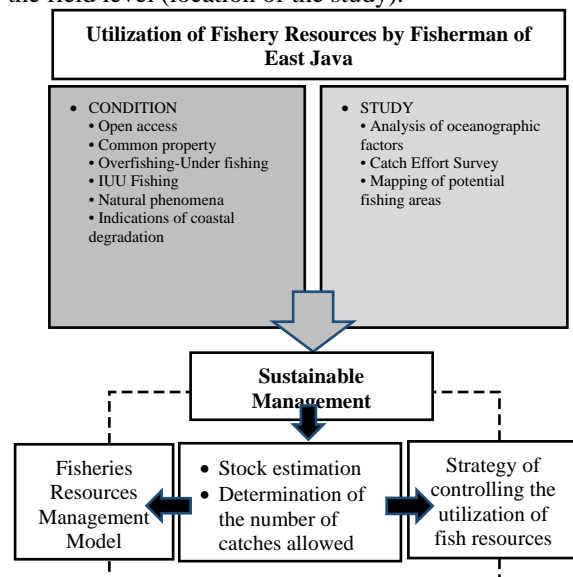 the field level (location of the study).
Utilization of Fishery Resources by Fisherman of
East Java
• CONDITION
• Open access
• Common property
• Overfishing-Under fishing
• IUU Fishing
• Natural phenomena
• Indications of coastal
degradation
• STUDY
• Analysis of oceanographic
factors
• Catch Effort Survey
• Mapping of potential
fishing areas
Sustainable
Management
Fisheries
Resources
Management
Model
• Stock estimation
• Determination of
the number of
catches allowed
Strategy of
controlling the
utilization of
fish resources